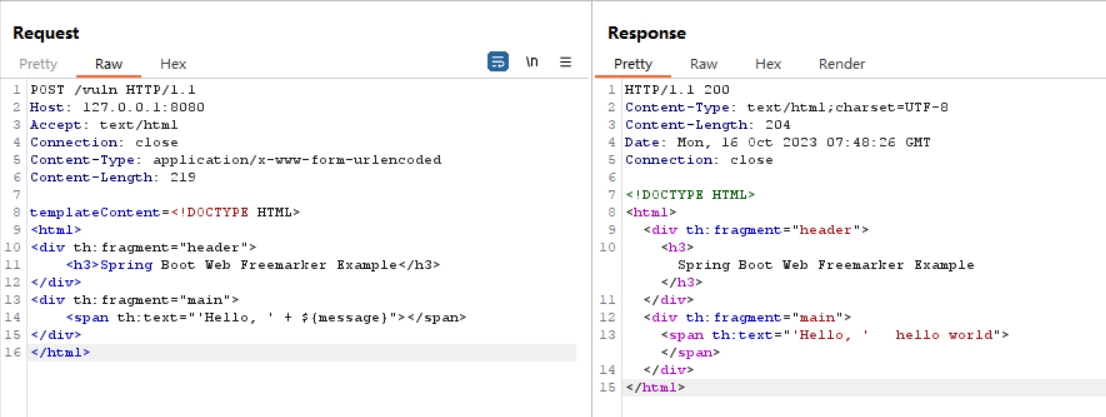 Request
Pretty Raw Hex \n
1 POST /vuln HTTP/1.1
2 Host: 127.0.0.1:8080
3 Accept: text/html
4 Connection: close
5 Content-Type: application/x-www-form-urlencoded
6 Content-Length: 219
7
8 templateContent=<!DOCTYPE HTML>
9 <html>
10 <div th:fragment="header">
11 <h3>Spring Boot Web Freemarker Example</h3>
12 </div>
13 <div th:fragment="main">
14 <span th:text="'Hello, ' + ${message}"></span>
15 </div>
16 </html>
Response
Pretty Raw Hex Render
1 HTTP/1.1 200
2 Content-Type: text/html;charset=UTF-8
3 Content-Length: 204
4 Date: Mon, 16 Oct 2023 07:48:26 GMT
5 Connection: close
6
7 <!DOCTYPE HTML>
8 <html>
9 <div th:fragment="header">
10 <h3>
Spring Boot Web Freemarker Example
</h3>
11 </div>
12 <div th:fragment="main">
13 <span th:text="'Hello, '   hello world">
</span>
14 </div>
15 </html>